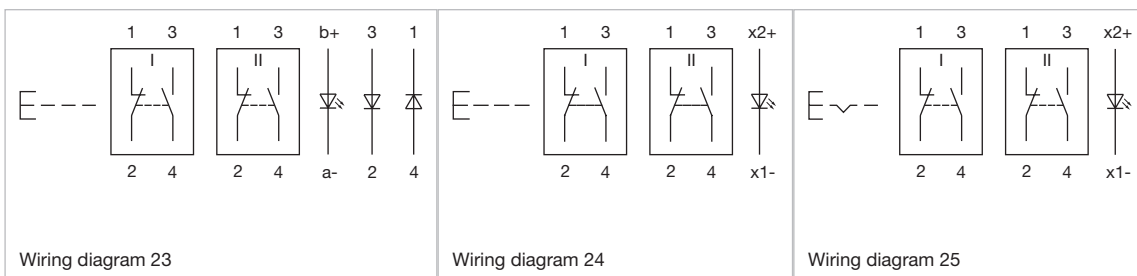 1 3 1 3 b+ 3 1
I II
2 4 2 4 a- 2 4
Wiring diagram 23
1 3 1 3 x2+
I II
2 4 2 4 x1-
Wiring diagram 24
1 3 1 3 x2+
I II
2 4 2 4 x1-
Wiring diagram 25